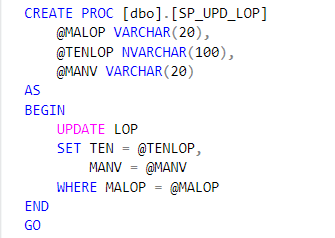 CREATE PROC [dbo].[SP_UPD_LOP]
    @MALOP VARCHAR(20),
    @TENLOP NVARCHAR(100),
    @MANV VARCHAR(20)
AS
BEGIN
    UPDATE LOP
    SET TEN = @TENLOP,
        MANV = @MANV
    WHERE MALOP = @MALOP
END
GO